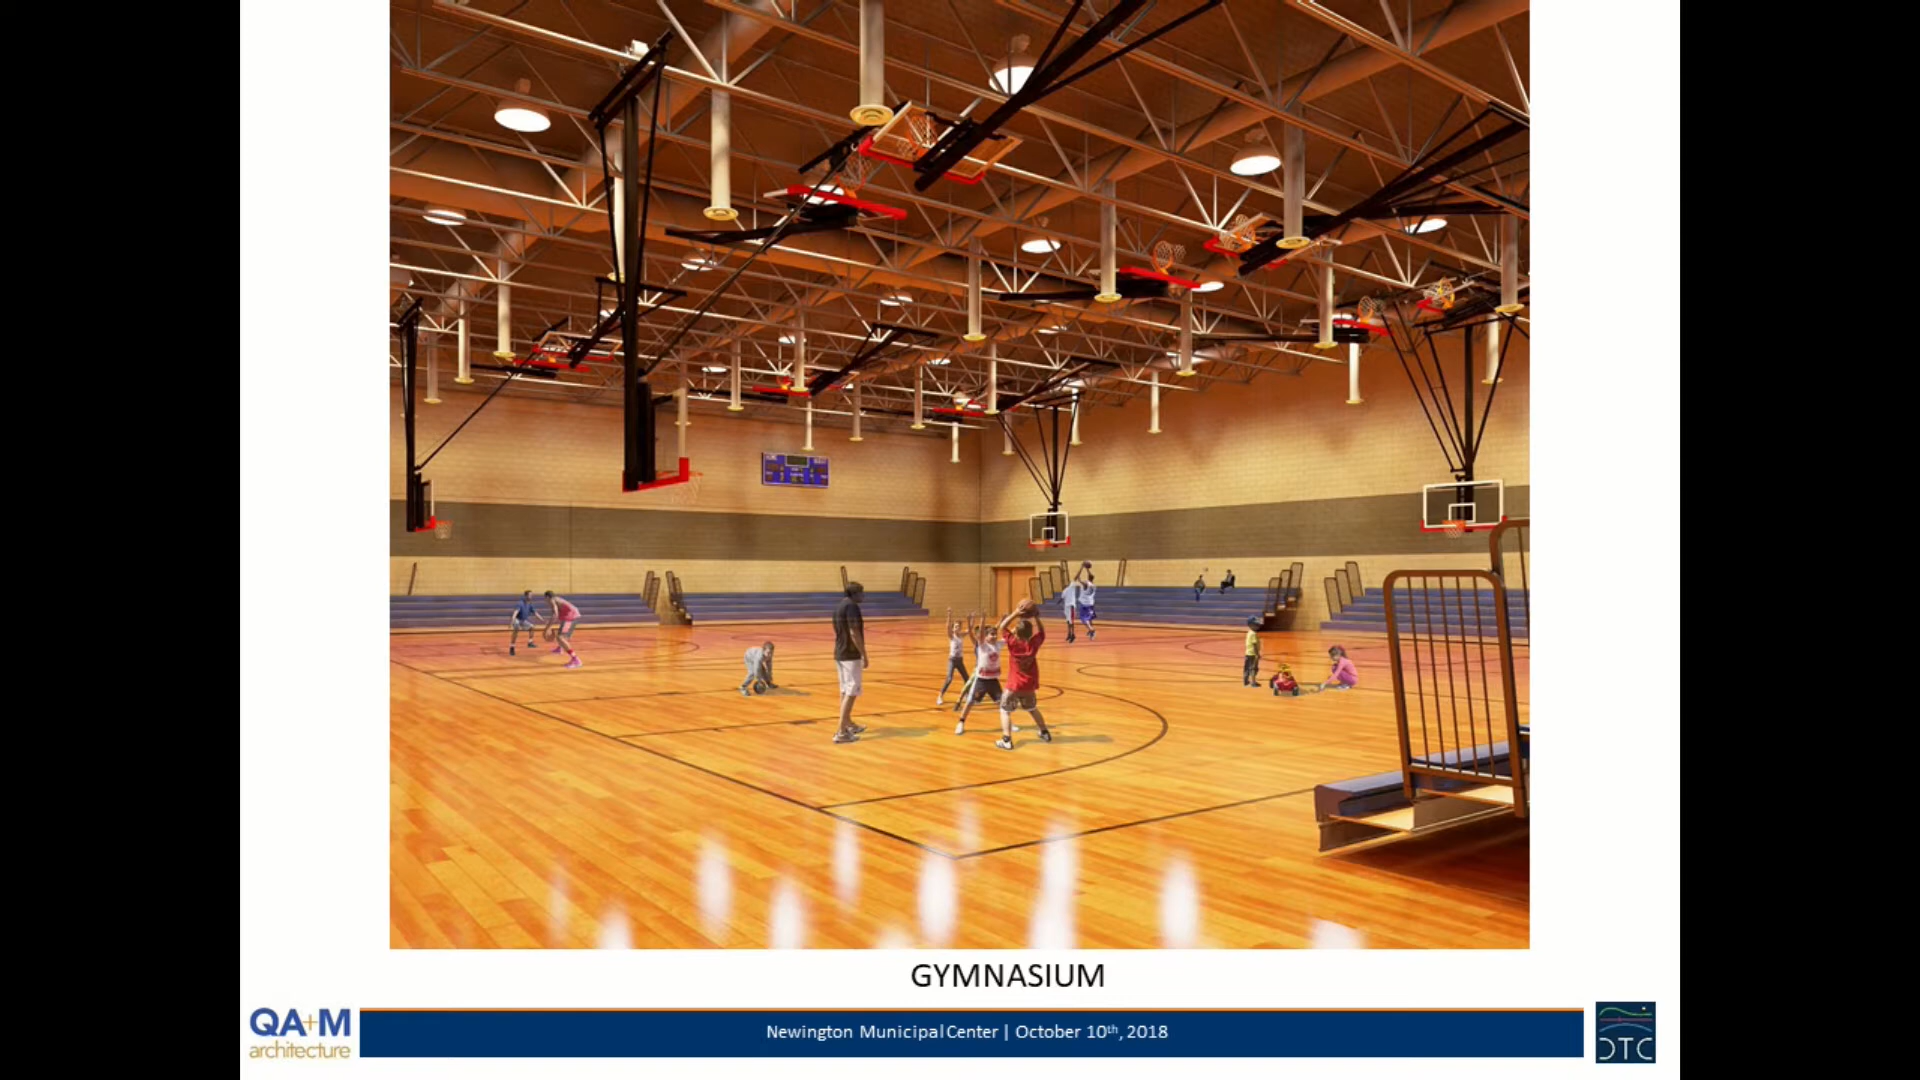 GYMNASIUM
QA+M
architecture
Newington Municipal Center | October 10th, 2018
DTC